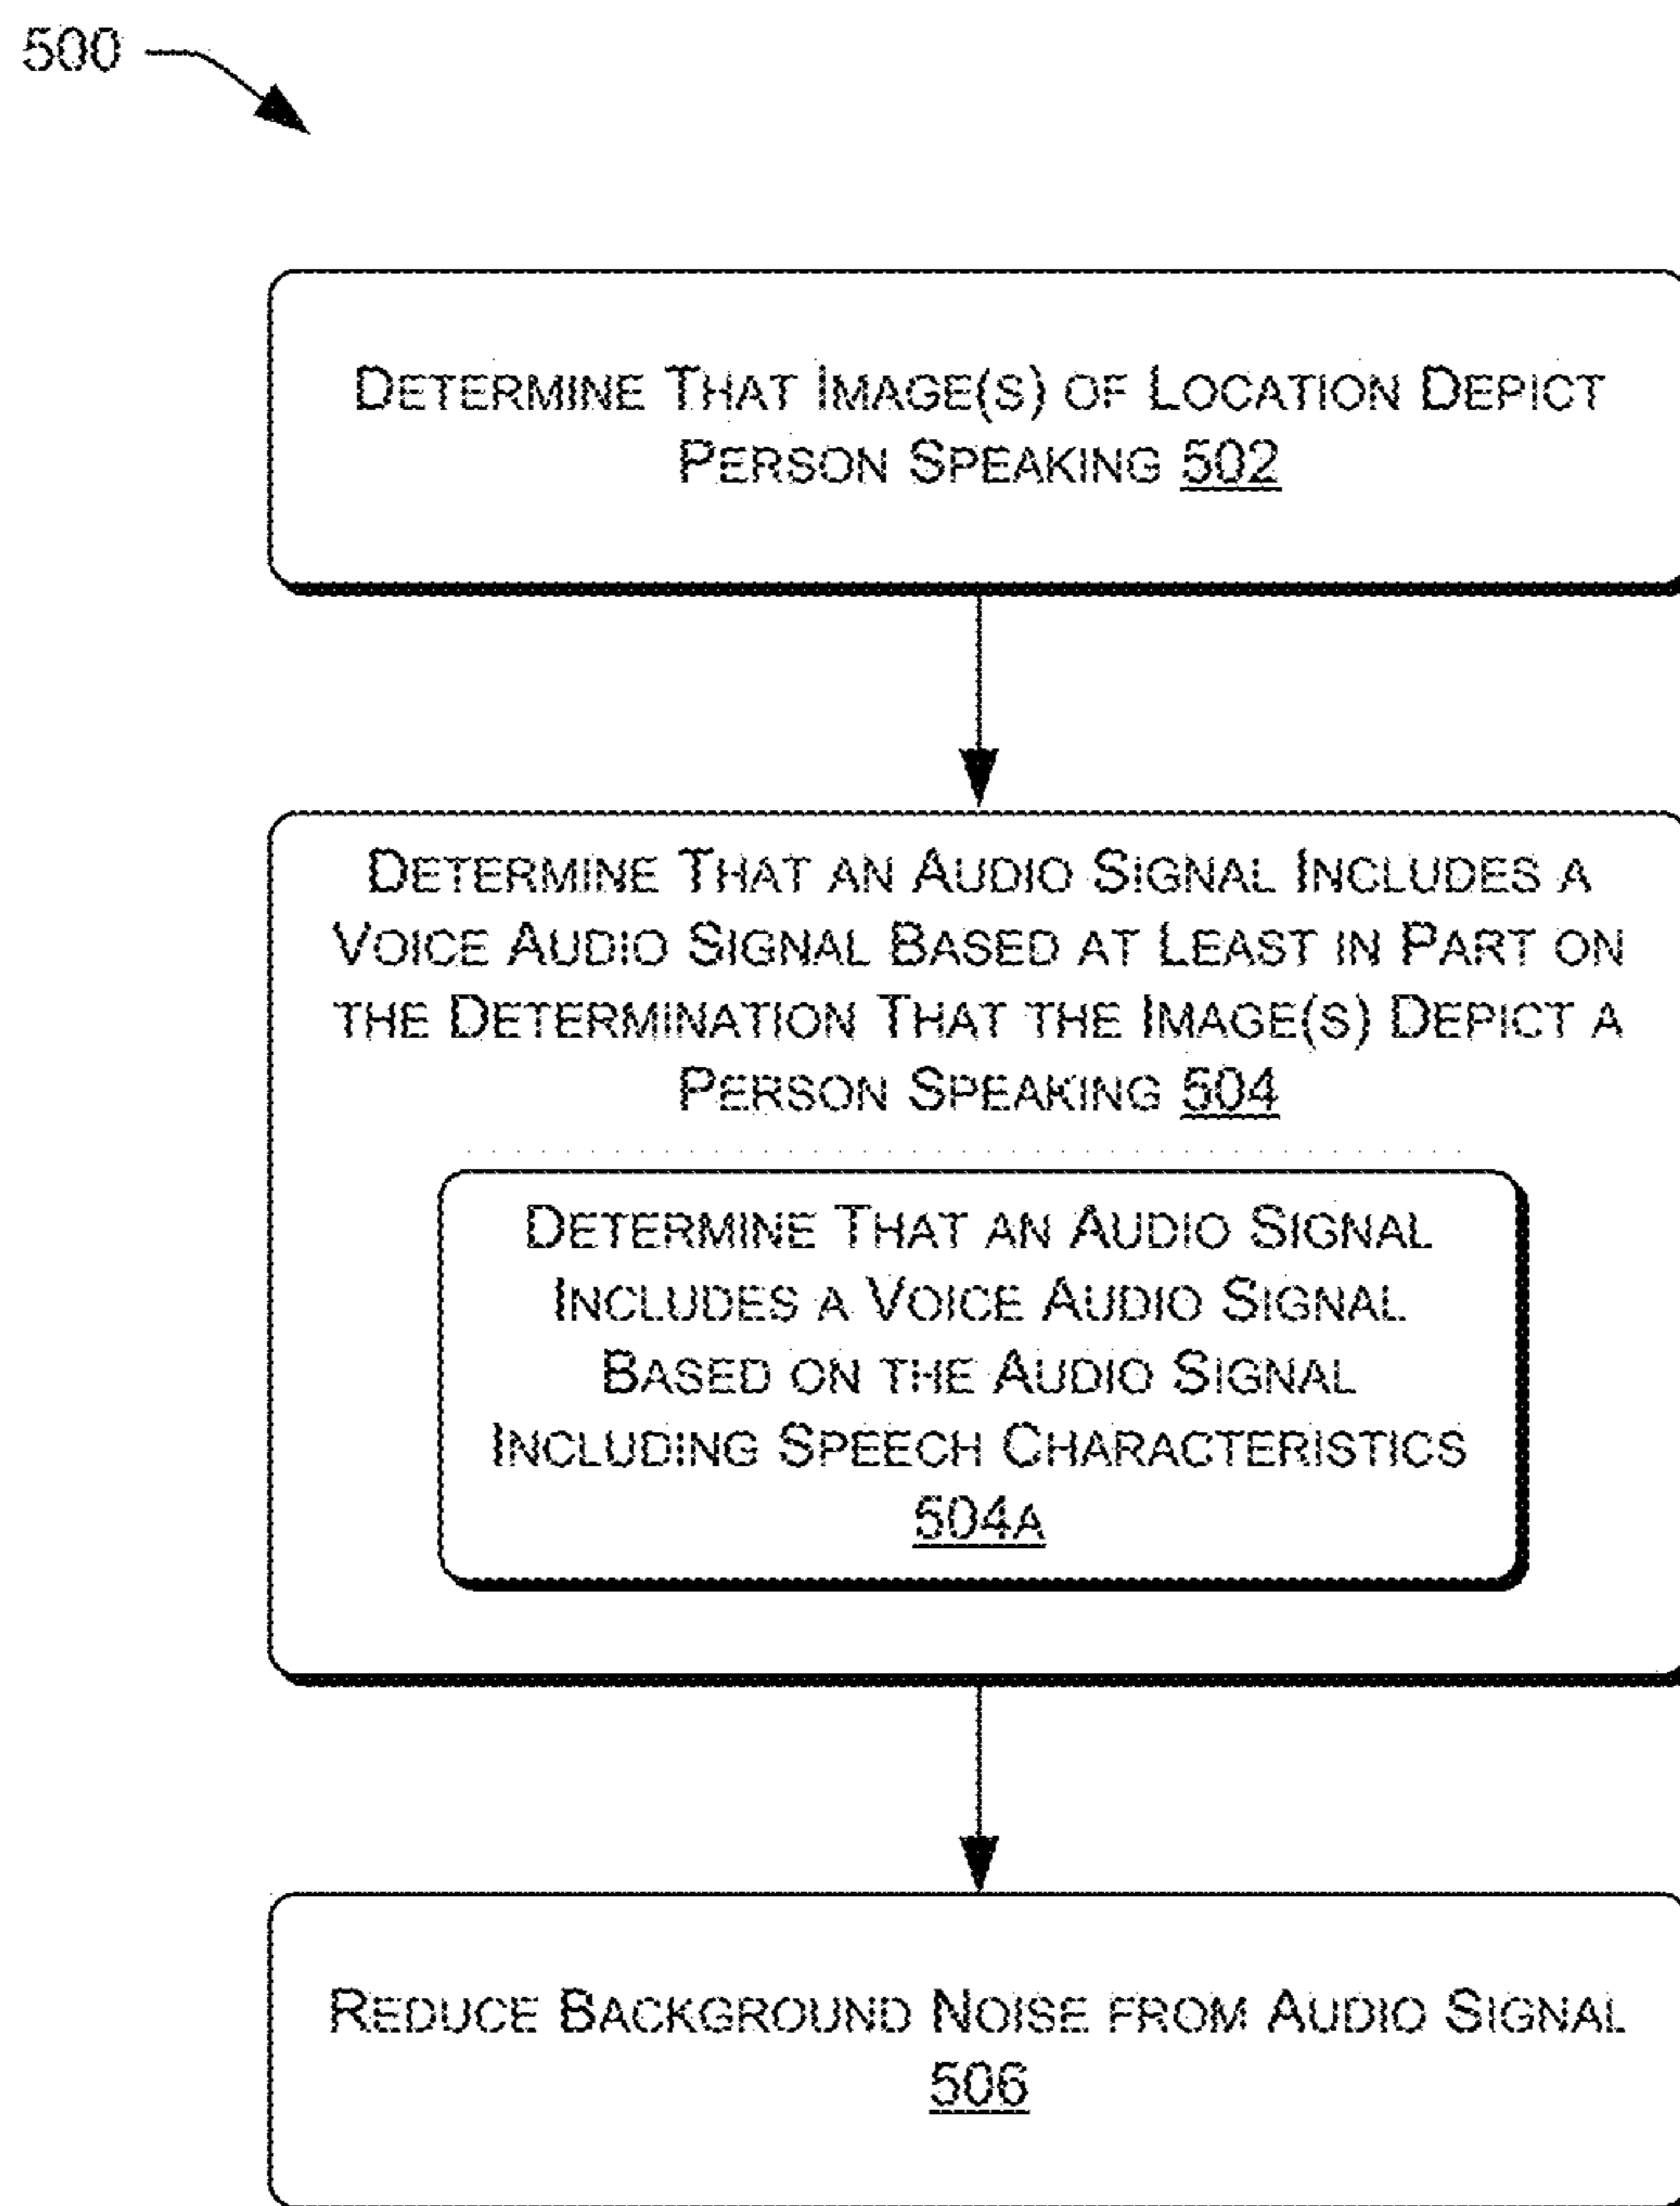 500
DETERMINE THAT IMAGE(S) OF LOCATION DEPICT
PERSON SPEAKING 502
DETERMINE THAT AN AUDIO SIGNAL INCLUDES A
VOICE AUDIO SIGNAL BASED AT LEAST IN PART ON
THE DETERMINATION THAT THE IMAGE(S) DEPICT A
PERSON SPEAKING 504
DETERMINE THAT AN AUDIO SIGNAL
INCLUDES A VOICE AUDIO SIGNAL
BASED ON THE AUDIO SIGNAL
INCLUDING SPEECH CHARACTERISTICS
504A
REDUCE BACKGROUND NOISE FROM AUDIO SIGNAL
506